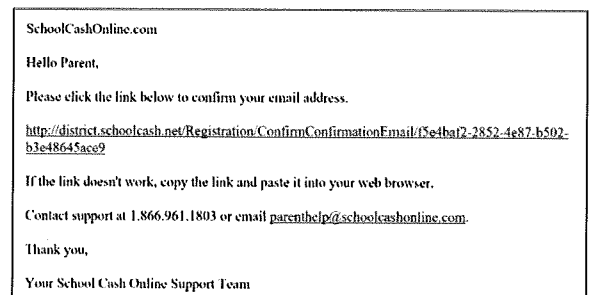 SchoolCashOnline.com
Hello Parent,
Please click the link below to confirm your email address.
http://district.schoolcash.net/Registration/ConfirmConfirmationEmail/f5e4baf2-2852-4e87-b502-
b3e48645ace9
If the link doesn't work, copy the link and paste it into your web browser.
Contact support at 1.866.961.1803 or email parenthelp@schoolcashonline.com.
Thank you,
Your School Cash Online Support Team